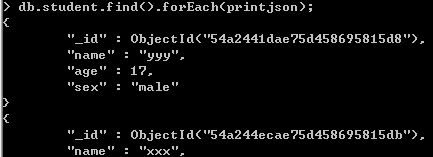 > db.student.find().forEach(printjson);
{
"_id" : ObjectId("54a2441dae75d458695815d8"),
"name" : "yyy",
"age" : 17,
"sex" : "male"
}
{
"_id" : ObjectId("54a244ecae75d458695815db"),
"name" : "xxx",